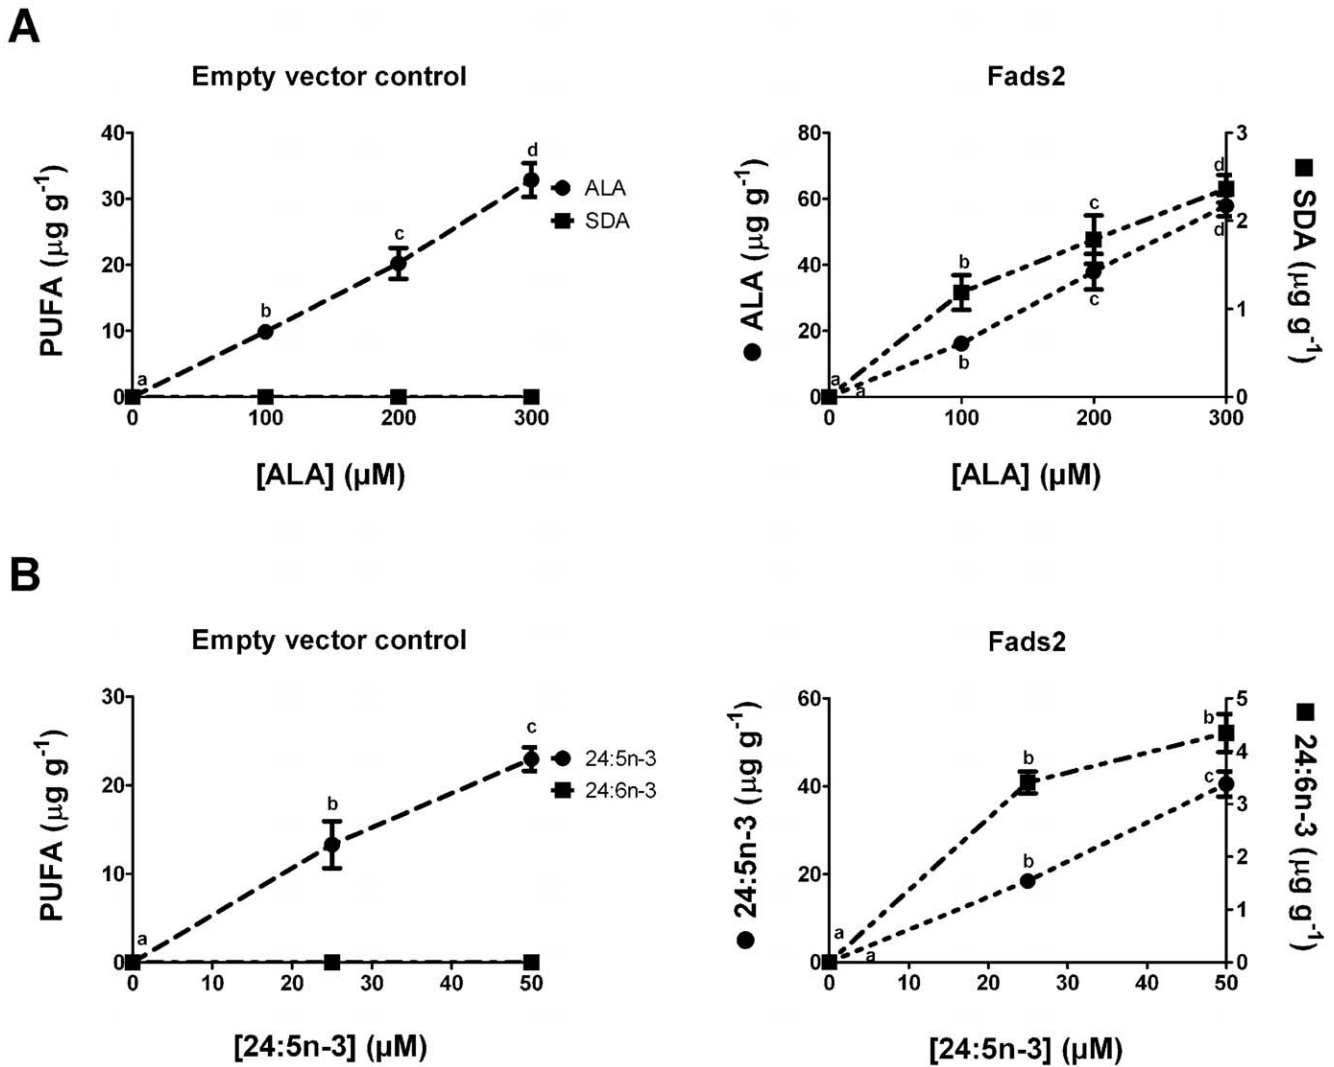 A
Empty vector control
Fads2
PUFA (µg g-1)
40
30
20
10
0
a
b
c
d
ALA
SDA
0 100 200 300
[ALA] (µM)
ALA (µg g-1)
80
60
40
20
0
a
a
b
b
c
c
d
d
3
2
1
0
SDA (µg g-1)
0 100 200 300
[ALA] (µM)
B
Empty vector control
Fads2
PUFA (µg g-1)
30
20
10
0
a
b
c
24:5n-3
24:6n-3
0 10 20 30 40 50
[24:5n-3] (µM)
24:5n-3 (µg g-1)
60
40
20
0
a
a
b
b
b
c
5
4
3
2
1
0
24:6n-3 (µg g-1)
0 10 20 30 40 50
[24:5n-3] (µM)